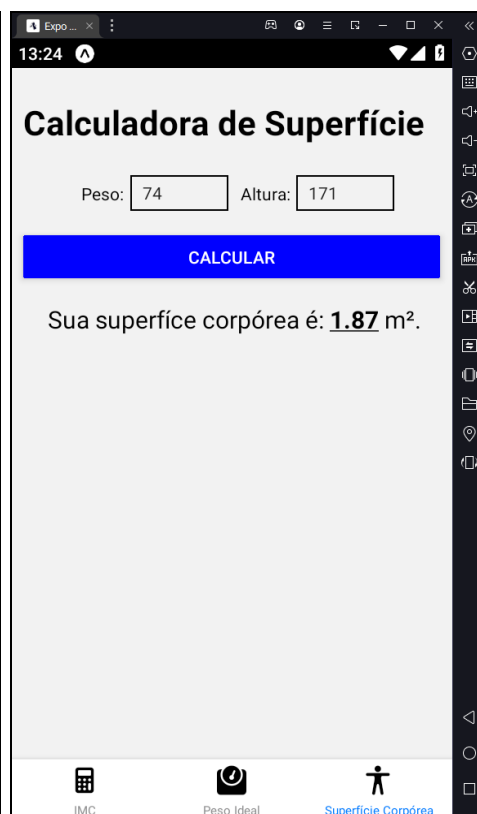 Expo ...
13:24
Calculadora de Superfície
Peso: 74 Altura: 171
CALCULAR
Sua superfíce corpórea é: 1.87 m².
IMC Peso Ideal Superfície Corpórea
APK